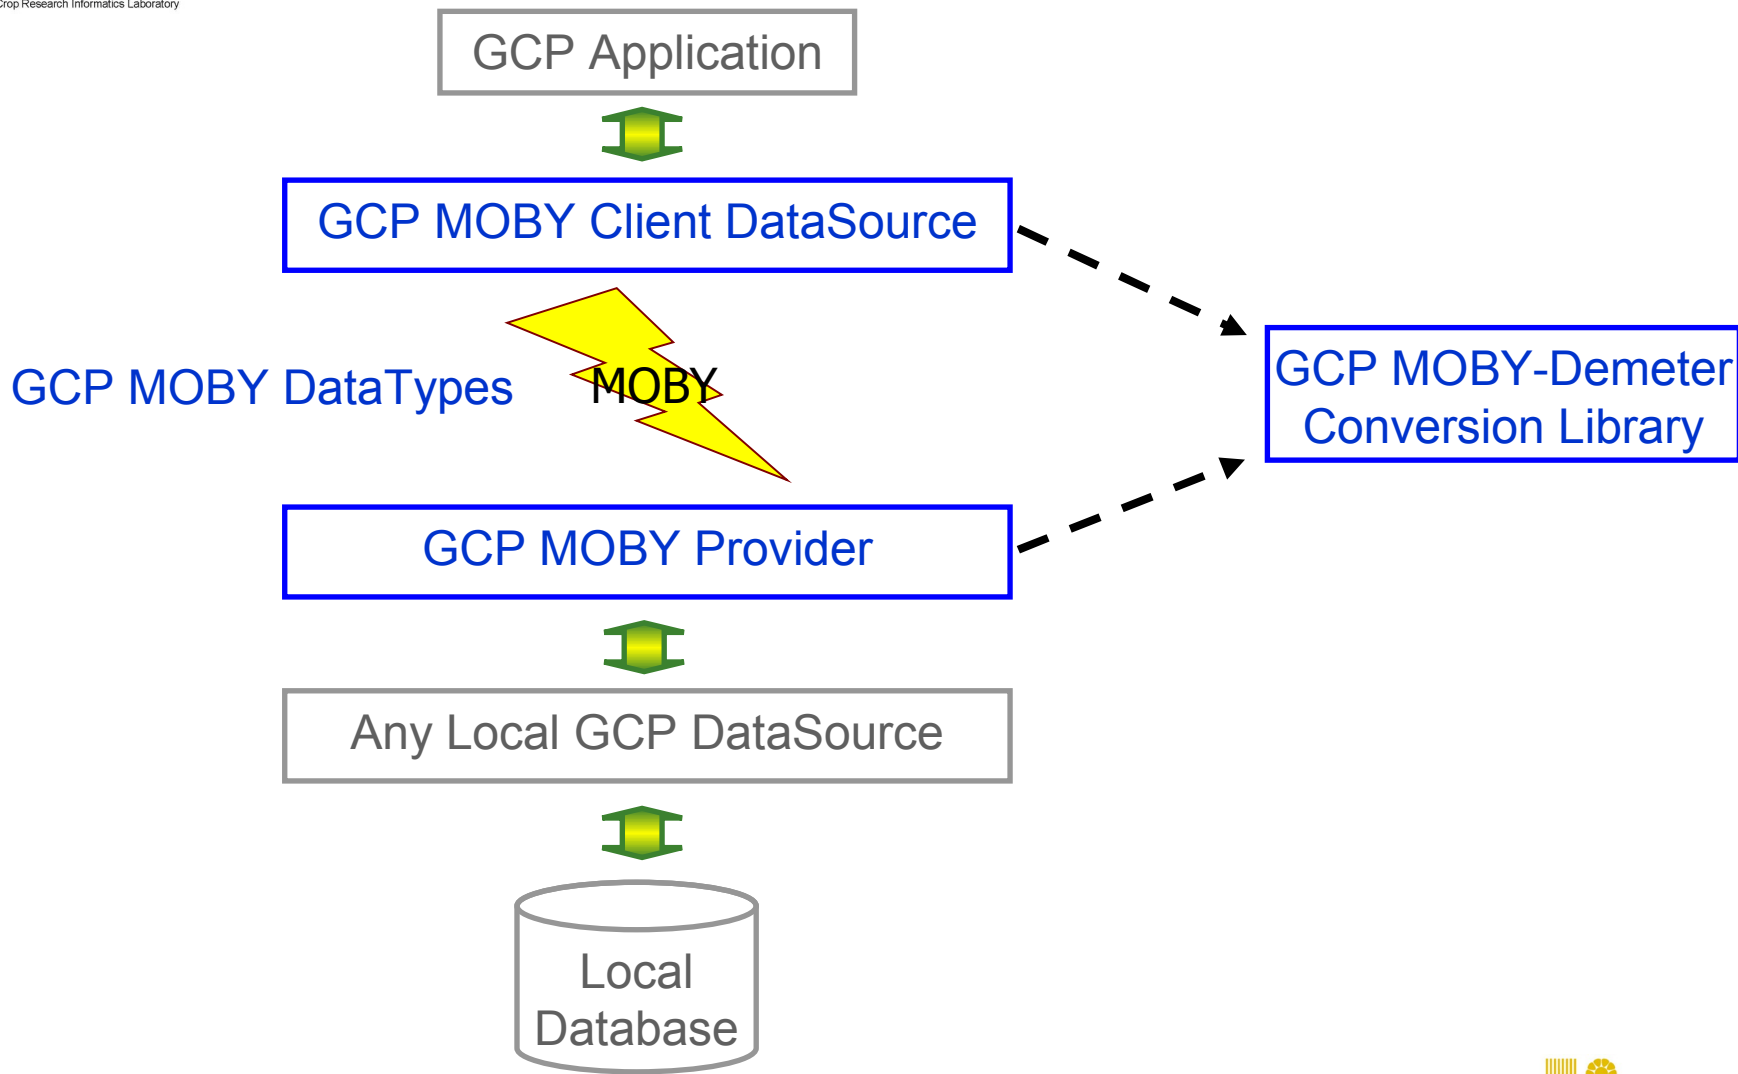 Crop Research Informatics Laboratory
GCP Application
GCP MOBY Client DataSource
GCP MOBY DataTypes
MOBY
GCP MOBY-Demeter
Conversion Library
GCP MOBY Provider
Any Local GCP DataSource
Local
Database